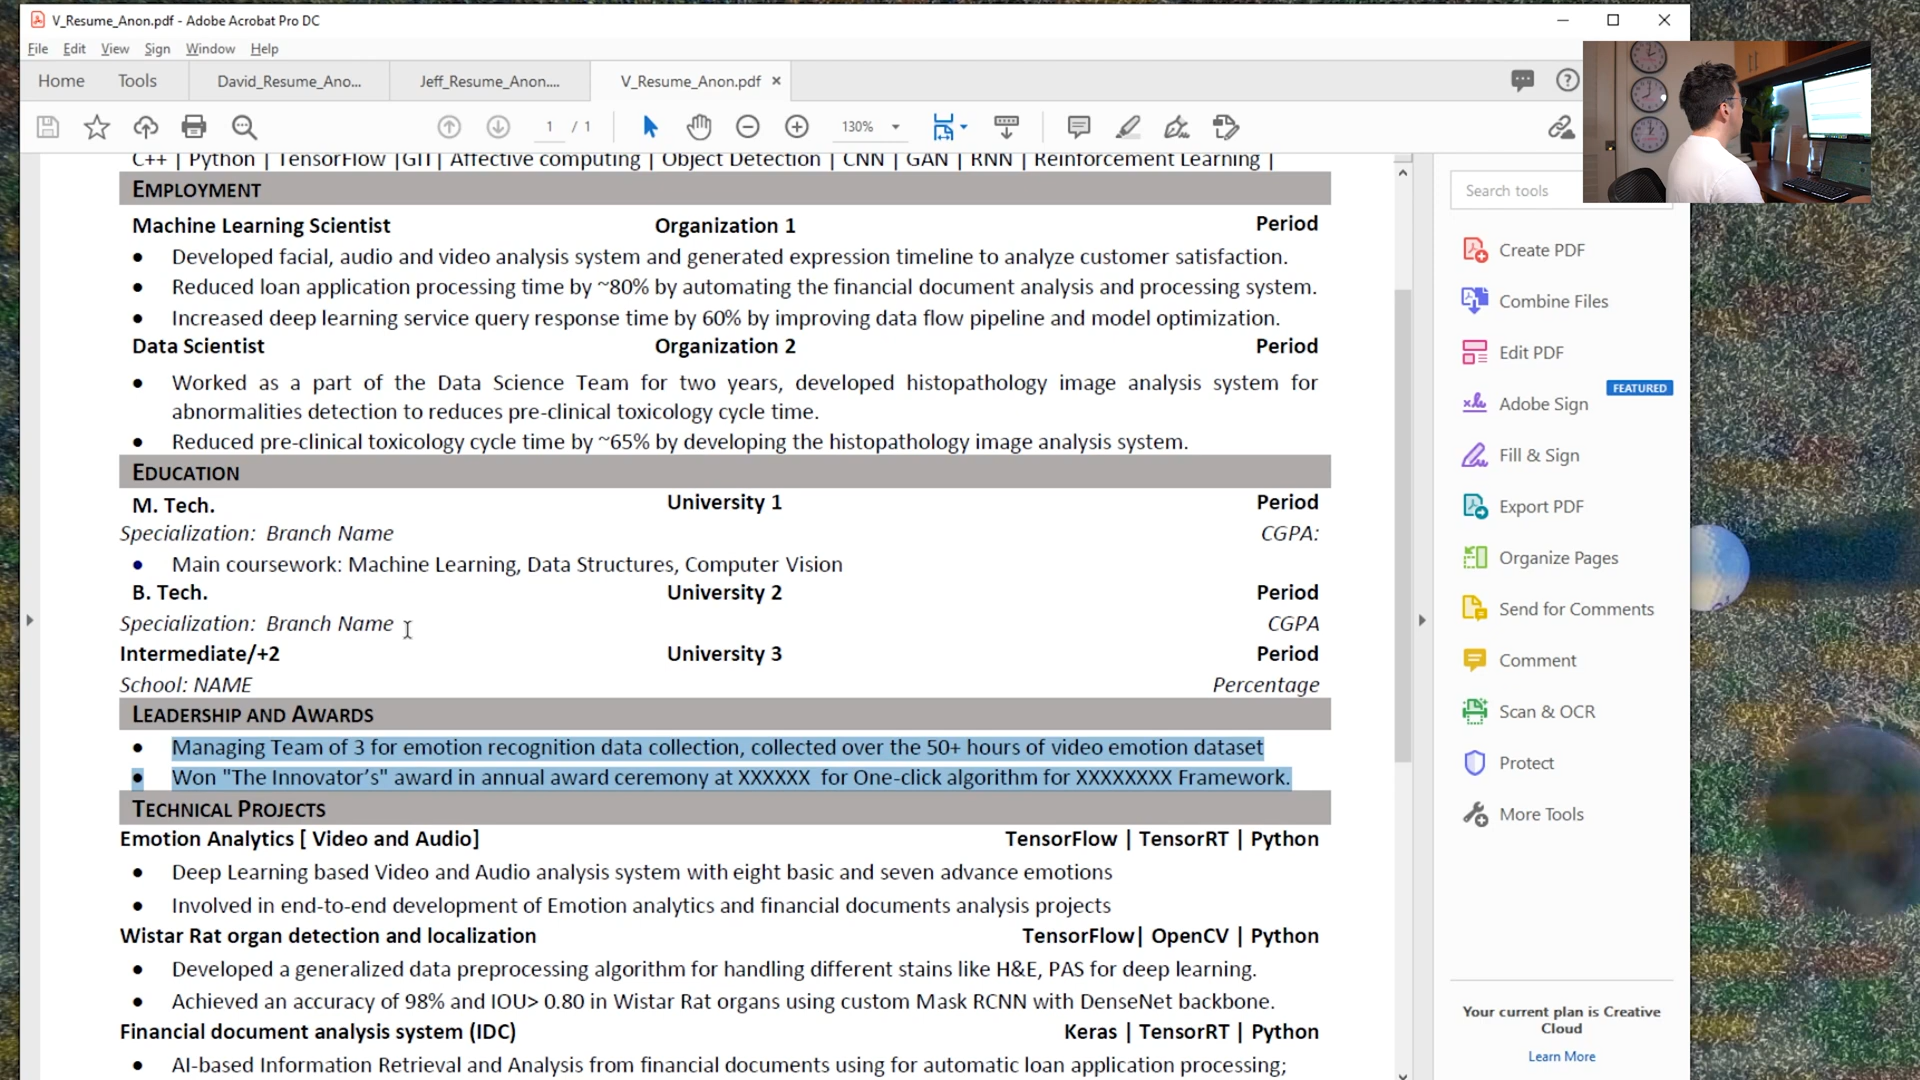 V_Resume_Anon.pdf - Adobe Acrobat Pro DC
File Edit View Sign Window Help
Home Tools David_Resume_Ano... Jeff_Resume_Anon.... V_Resume_Anon.pdf ×
1 / 1 130%
C++ | Python | TensorFlow |GIT| Affective computing | Object Detection | CNN | GAN | RNN | Reinforcement Learning |
EMPLOYMENT
Machine Learning Scientist Organization 1 Period
• Developed facial, audio and video analysis system and generated expression timeline to analyze customer satisfaction.
• Reduced loan application processing time by ~80% by automating the financial document analysis and processing system.
• Increased deep learning service query response time by 60% by improving data flow pipeline and model optimization.
Data Scientist Organization 2 Period
• Worked as a part of the Data Science Team for two years, developed histopathology image analysis system for
abnormalities detection to reduces pre-clinical toxicology cycle time.
• Reduced pre-clinical toxicology cycle time by ~65% by developing the histopathology image analysis system.
EDUCATION
M. Tech. University 1 Period
Specialization: Branch Name CGPA:
• Main coursework: Machine Learning, Data Structures, Computer Vision
B. Tech. University 2 Period
Specialization: Branch Name CGPA
Intermediate/+2 University 3 Period
School: NAME Percentage
LEADERSHIP AND AWARDS
• Managing Team of 3 for emotion recognition data collection, collected over the 50+ hours of video emotion dataset
• Won "The Innovator's" award in annual award ceremony at XXXXXX for One-click algorithm for XXXXXXXX Framework.
TECHNICAL PROJECTS
Emotion Analytics [ Video and Audio] TensorFlow | TensorRT | Python
• Deep Learning based Video and Audio analysis system with eight basic and seven advance emotions
• Involved in end-to-end development of Emotion analytics and financial documents analysis projects
Wistar Rat organ detection and localization TensorFlow| OpenCV | Python
• Developed a generalized data preprocessing algorithm for handling different stains like H&E, PAS for deep learning.
• Achieved an accuracy of 98% and IOU> 0.80 in Wistar Rat organs using custom Mask RCNN with DenseNet backbone.
Financial document analysis system (IDC) Keras | TensorRT | Python
• AI-based Information Retrieval and Analysis from financial documents using for automatic loan application processing;
Search tools
Create PDF
Combine Files
Edit PDF
FEATURED
Adobe Sign
Fill & Sign
Export PDF
Organize Pages
Send for Comments
Comment
Scan & OCR
Protect
More Tools
Your current plan is Creative
Cloud
Learn More